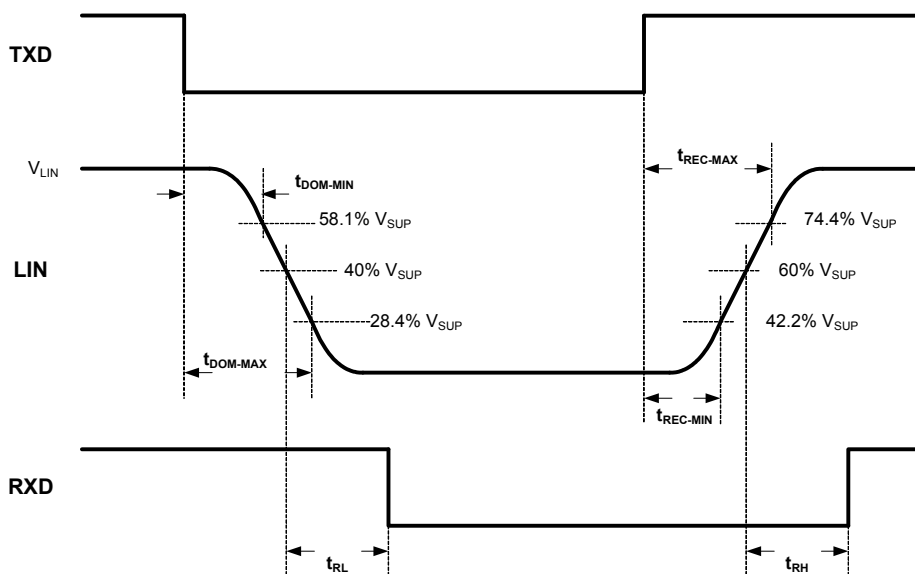 TXD
V_LIN
t_DOM-MIN
t_REC-MAX
58.1% V_SUP
74.4% V_SUP
LIN
40% V_SUP
60% V_SUP
28.4% V_SUP
42.2% V_SUP
t_DOM-MAX
t_REC-MIN
RXD
t_RL
t_RH